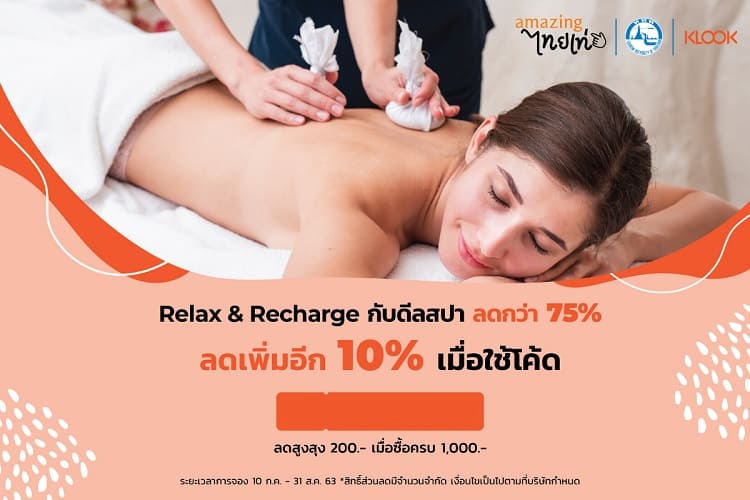 amazing
ไทยเท่
ททท
KLOOK
Relax & Recharge กับดีลสปา ลดกว่า 75%
ลดเพิ่มอีก 10% เมื่อใช้โค้ด
ลดสูงสุง 200.- เมื่อซื้อครบ 1,000.-
ระยะเวลาการจอง 10 ก.ค. - 31 ส.ค. 63 *สิทธิ์ส่วนลดมีจำนวนจำกัด เงื่อนไขเป็นไปตามที่บริษัทกำหนด